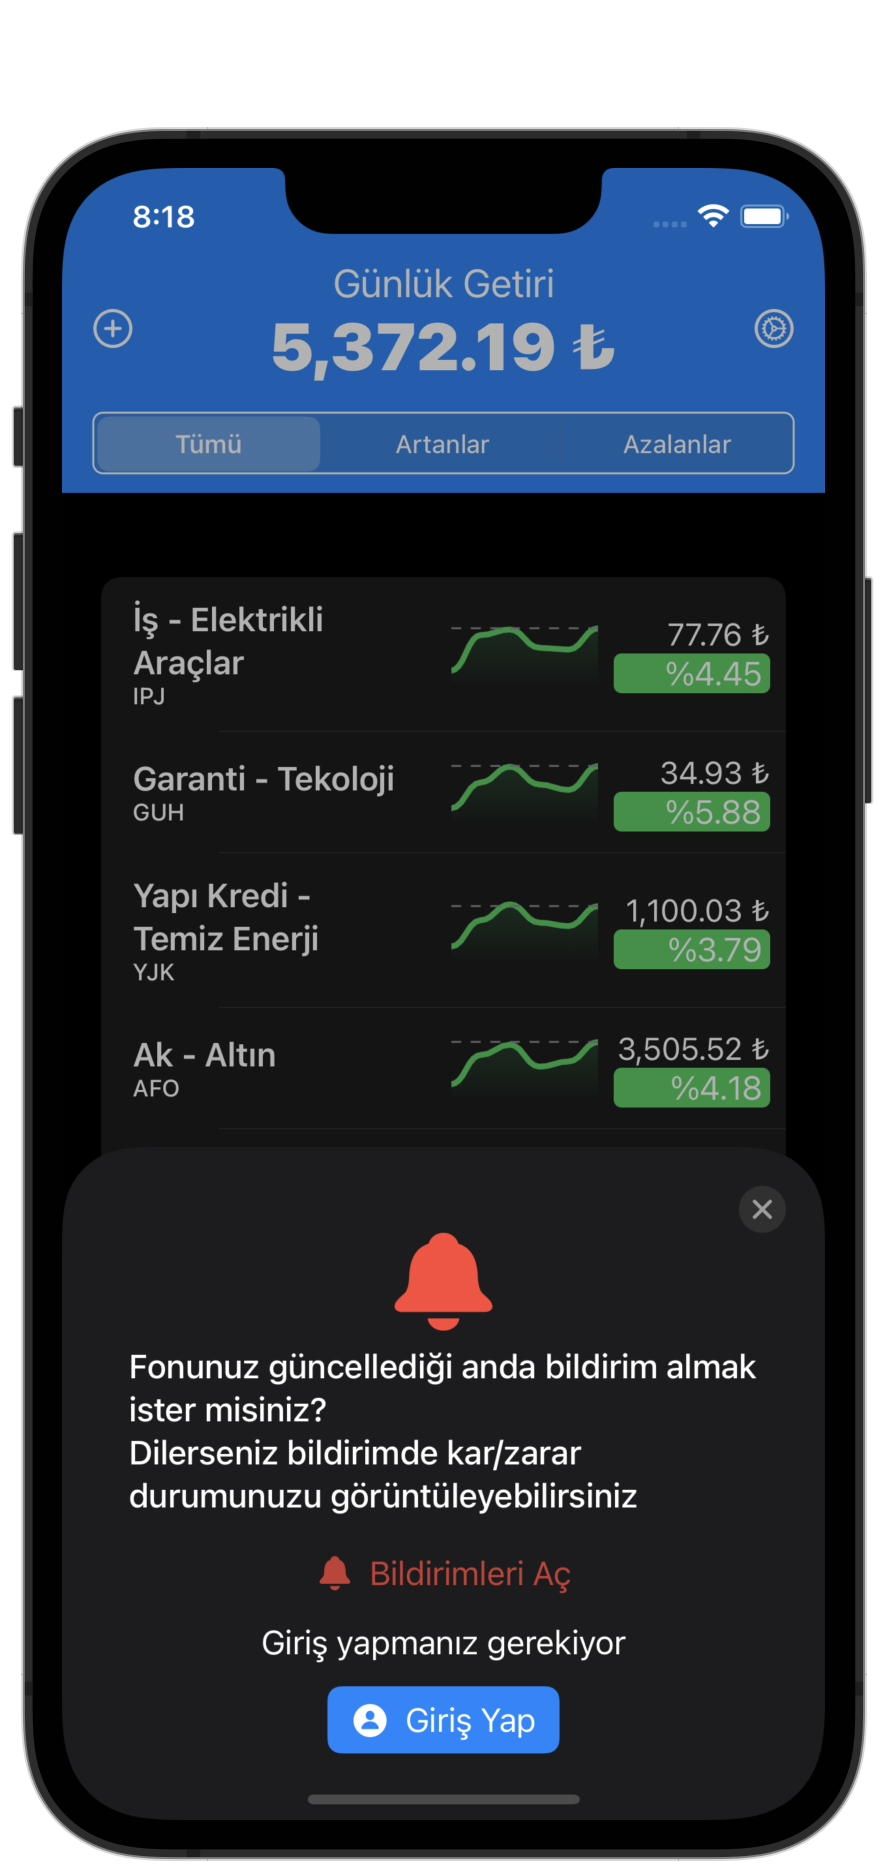 8:18
Günlük Getiri
5,372.19 ₺
Tümü Artanlar Azalanlar
İş - Elektrikli
Araçlar
IPJ
77.76 ₺
%4.45
Garanti - Tekoloji
GUH
34.93 ₺
%5.88
Yapı Kredi -
Temiz Enerji
YJK
1,100.03 ₺
%3.79
Ak - Altın
AFO
3,505.52 ₺
%4.18
Fonunuz güncellediği anda bildirim almak
ister misiniz?
Dilerseniz bildirimde kar/zarar
durumunuzu görüntüleyebilirsiniz
Bildirimleri Aç
Giriş yapmanız gerekiyor
Giriş Yap